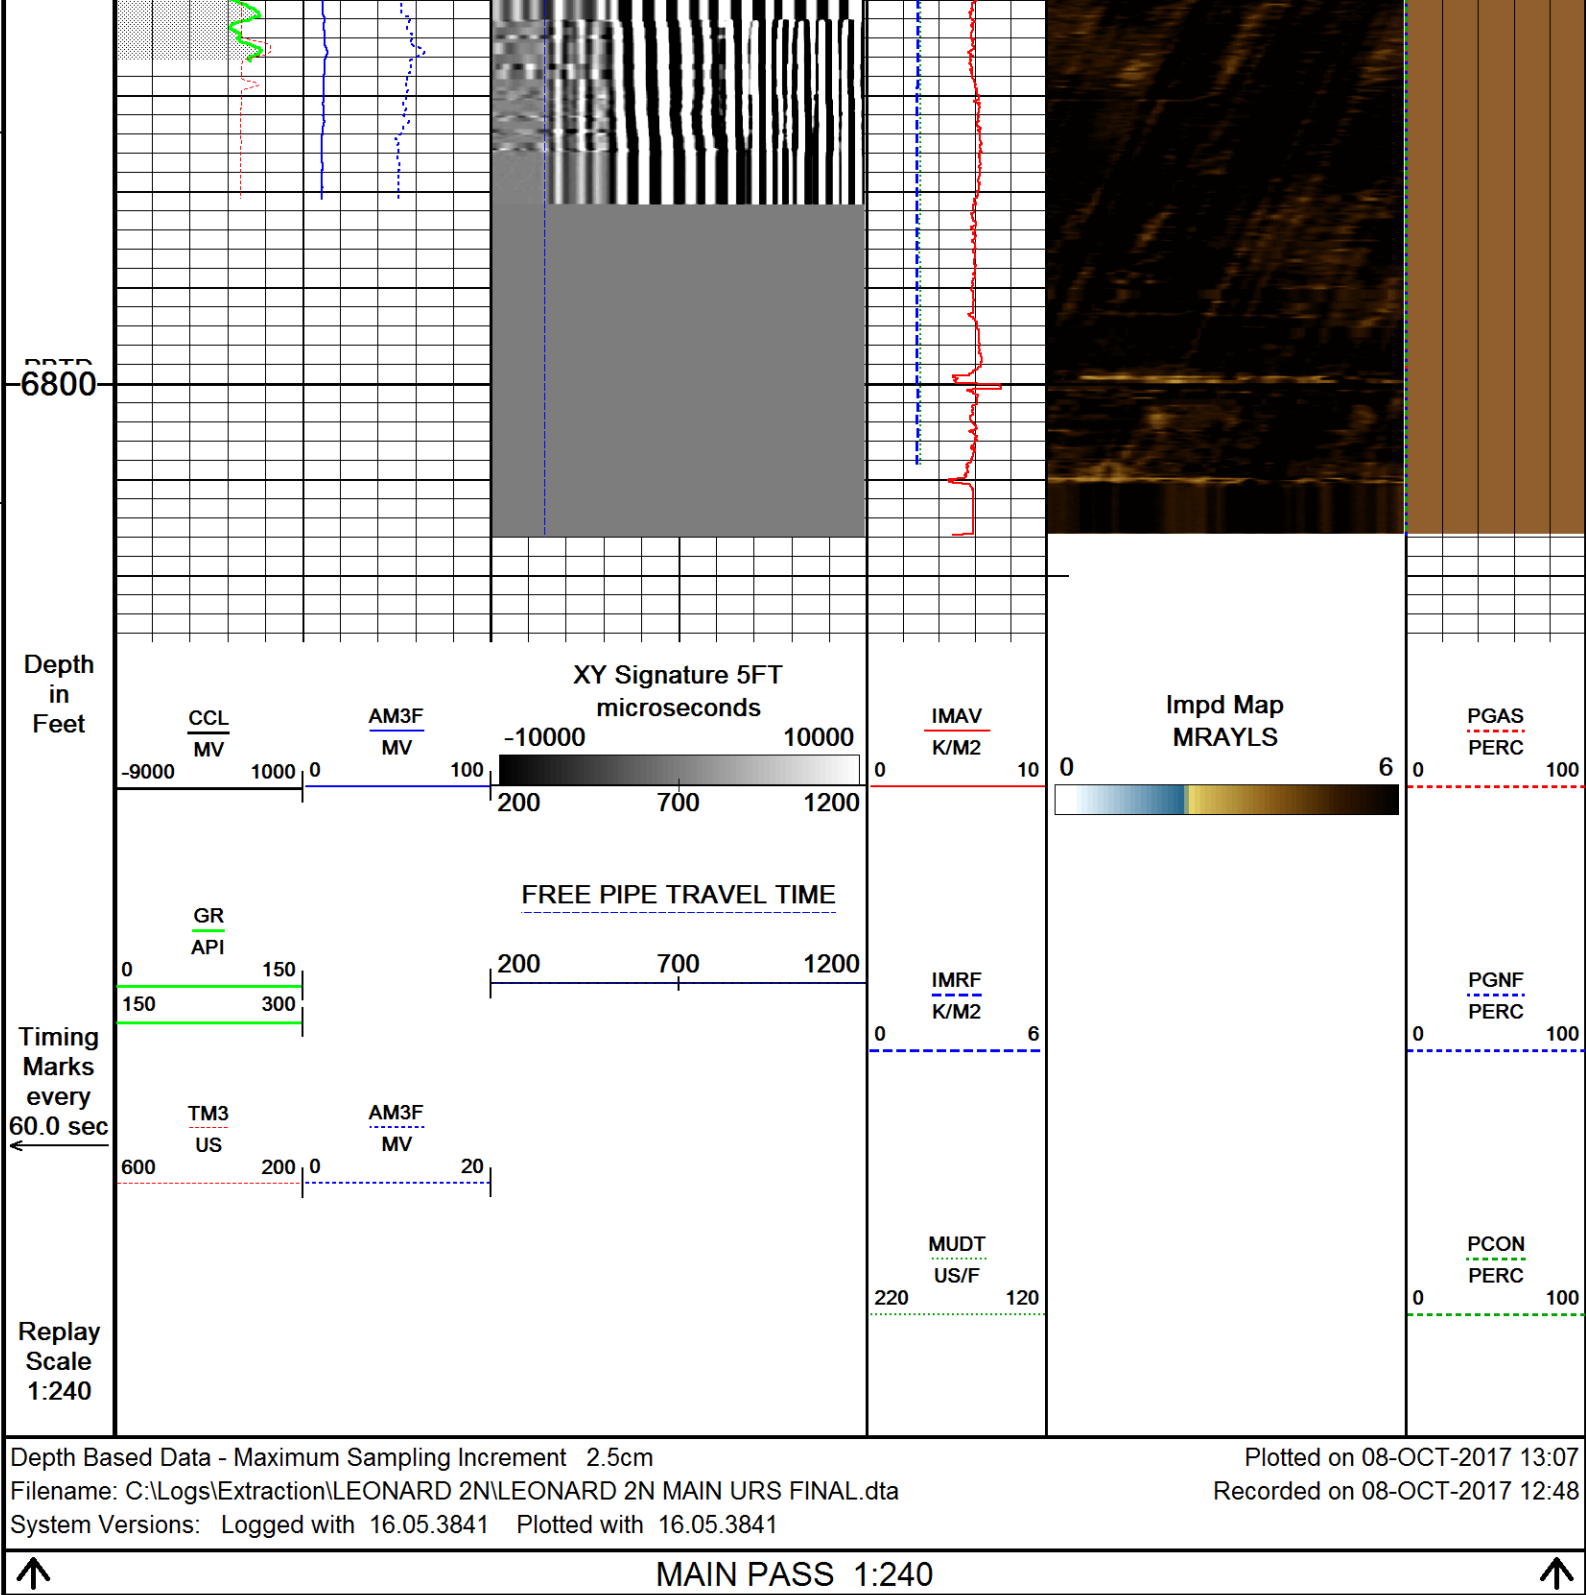 6800
Depth
in
Feet
CCL
MV
-9000 1000
AM3F
MV
0 100
XY Signature 5FT
microseconds
-10000 10000
200 700 1200
IMAV
K/M2
0 10
Impd Map
MRAYLS
0 6
PGAS
PERC
0 100
GR
API
0 150
150 300
FREE PIPE TRAVEL TIME
200 700 1200
IMRF
K/M2
0 6
PGNF
PERC
0 100
Timing
Marks
every
60.0 sec
TM3
US
600 200
AM3F
MV
0 20
MUDT
US/F
220 120
PCON
PERC
0 100
Replay
Scale
1:240
Depth Based Data - Maximum Sampling Increment 2.5cm
Plotted on 08-OCT-2017 13:07
Filename: C:\Logs\Extraction\LEONARD 2N\LEONARD 2N MAIN URS FINAL.dta
Recorded on 08-OCT-2017 12:48
System Versions: Logged with 16.05.3841 Plotted with 16.05.3841
MAIN PASS 1:240